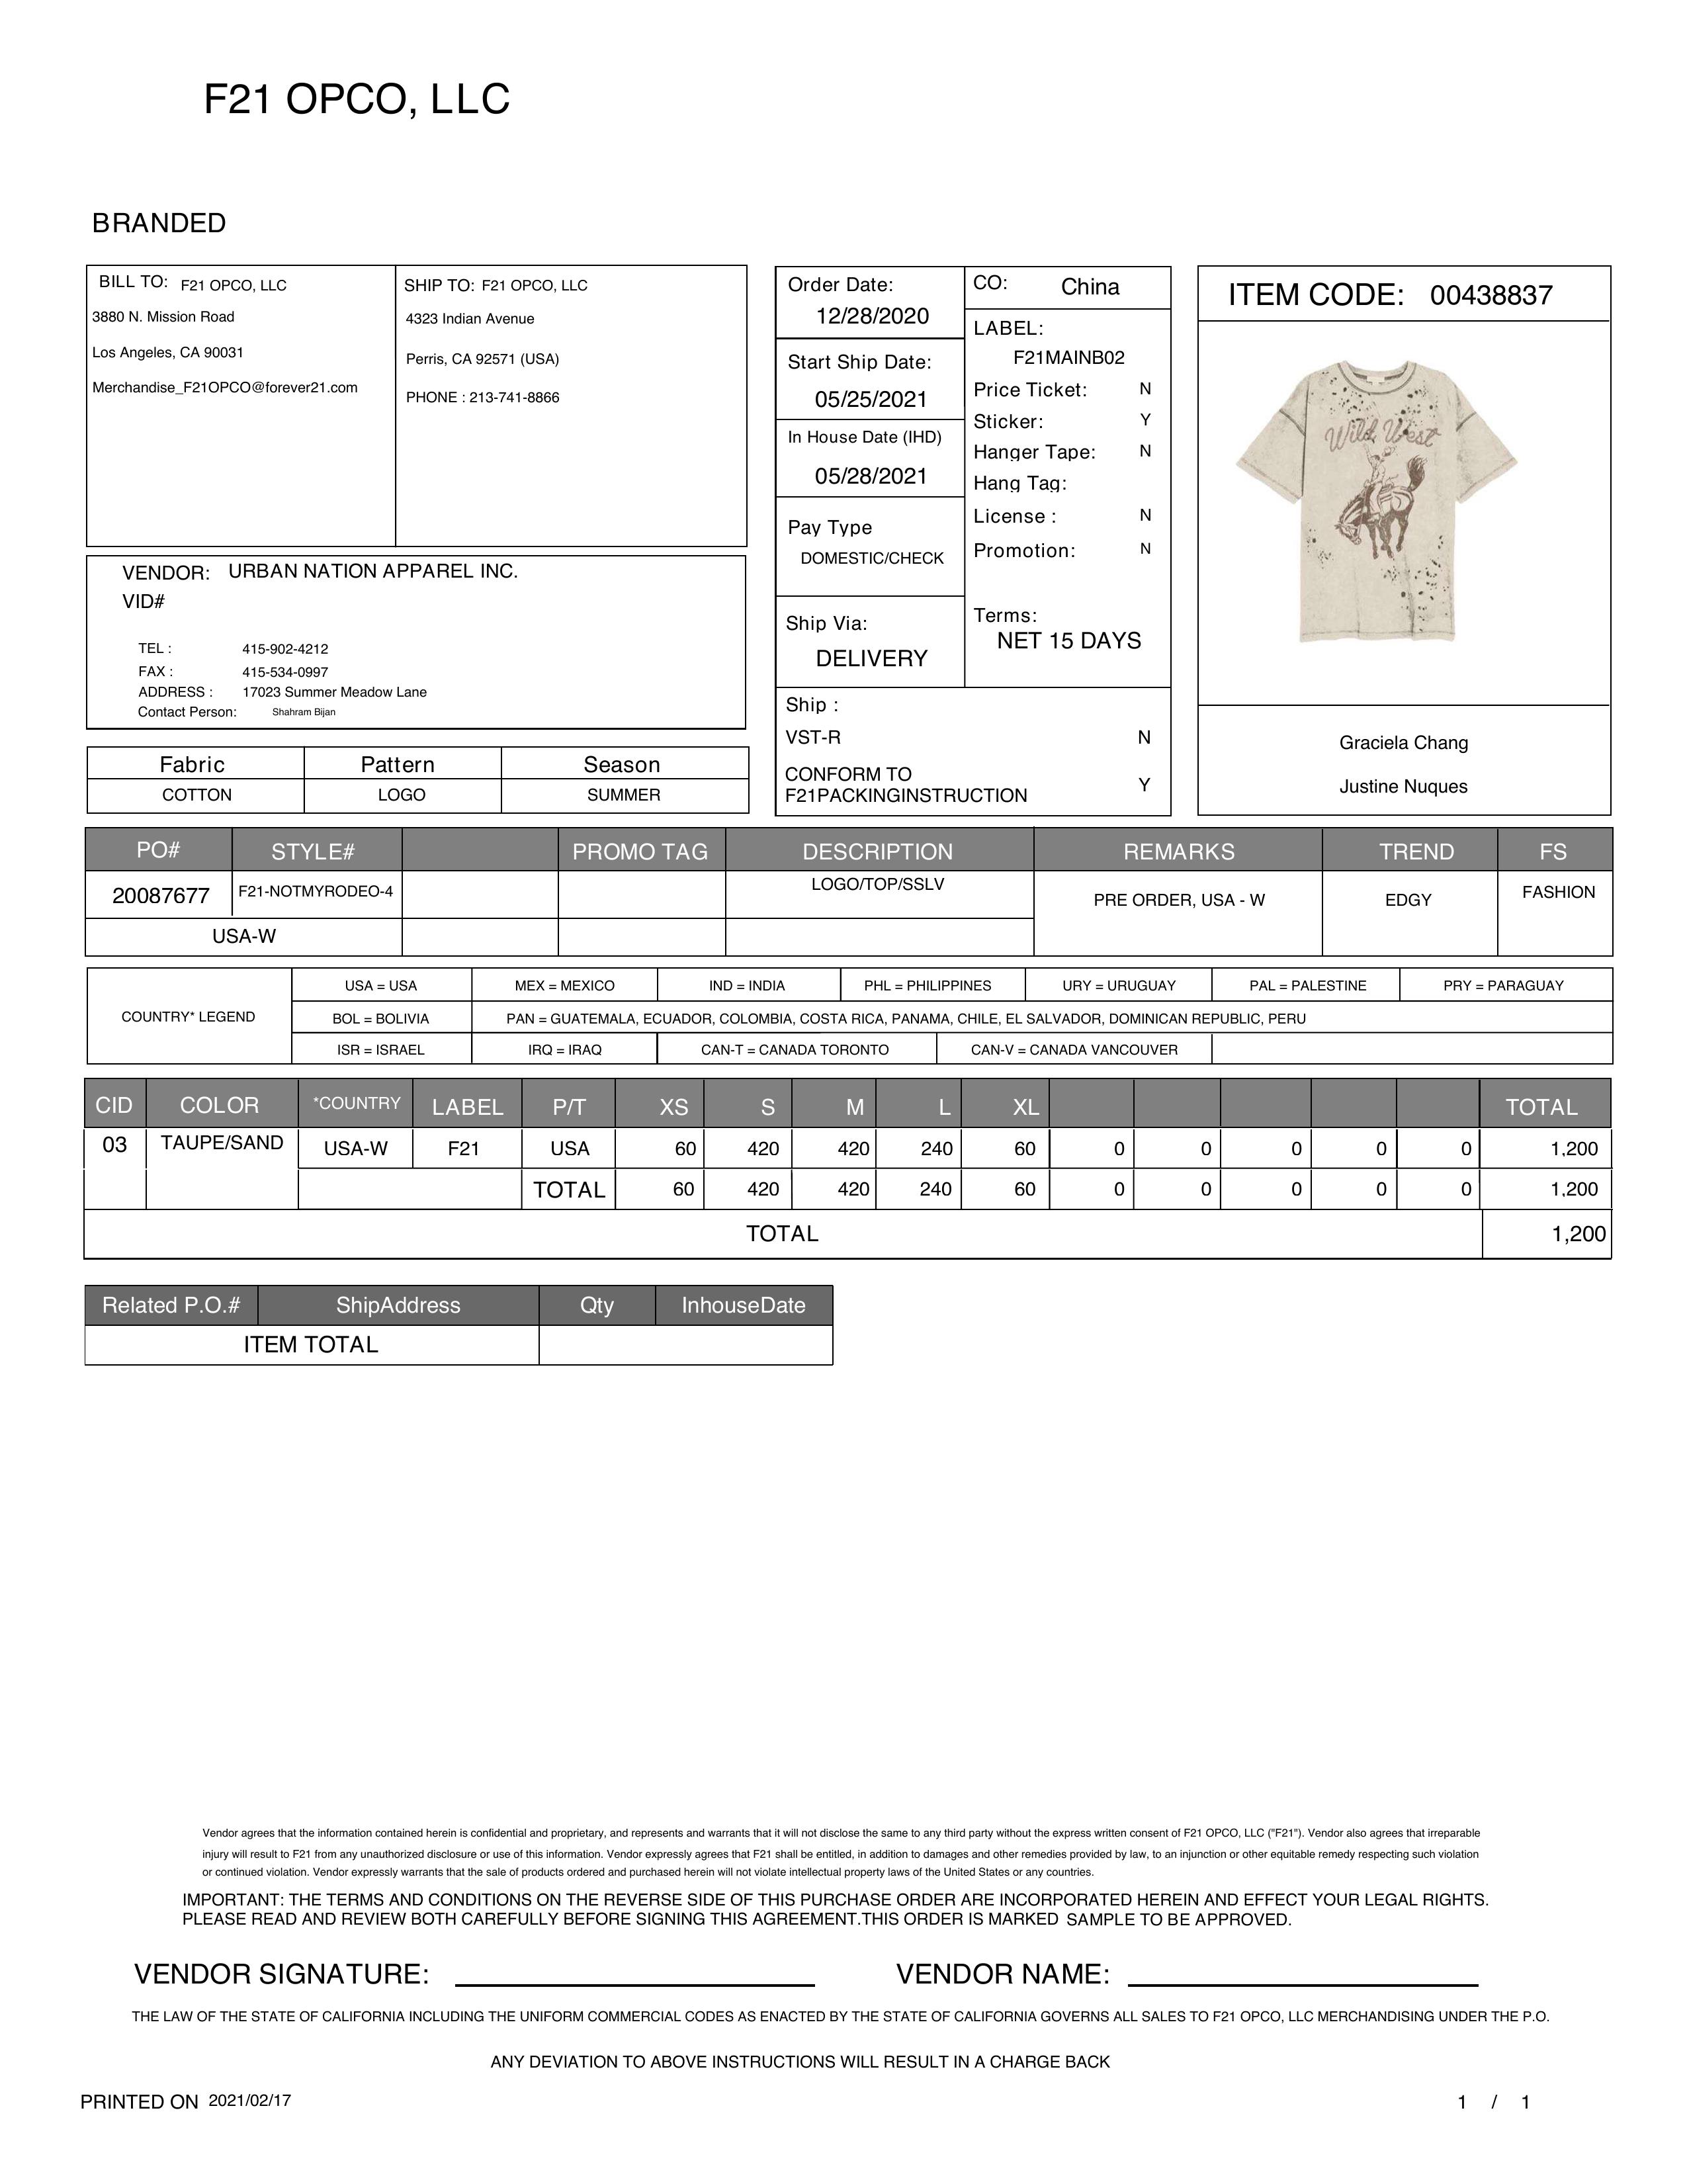 F21 OPCO, LLC
BRANDED
BILL TO: F21 OPCO, LLC
3880 N. Mission Road
Los Angeles, CA 90031
Merchandise_F21OPCO@forever21.com
SHIP TO: F21 OPCO, LLC
4323 Indian Avenue
Perris, CA 92571 (USA)
PHONE : 213-741-8866
VENDOR: URBAN NATION APPAREL INC.
VID#
TEL : 415-902-4212
FAX : 415-534-0997
ADDRESS : 17023 Summer Meadow Lane
Contact Person: Shahram Bijan
Fabric Pattern Season
COTTON LOGO SUMMER
Order Date:
12/28/2020
Start Ship Date:
05/25/2021
In House Date (IHD)
05/28/2021
Pay Type
DOMESTIC/CHECK
Ship Via:
DELIVERY
CO: China
LABEL:
F21MAINB02
Price Ticket: N
Sticker: Y
Hanger Tape: N
Hang Tag:
License : N
Promotion: N
Terms:
NET 15 DAYS
Ship :
VST-R N
CONFORM TO
F21PACKINGINSTRUCTION Y
ITEM CODE: 00438837
Wild West
Graciela Chang
Justine Nuques
PO# STYLE# PROMO TAG DESCRIPTION REMARKS TREND FS
20087677 F21-NOTMYRODEO-4 LOGO/TOP/SSLV PRE ORDER, USA - W EDGY FASHION
USA-W
COUNTRY* LEGEND
USA = USA MEX = MEXICO IND = INDIA PHL = PHILIPPINES URY = URUGUAY PAL = PALESTINE PRY = PARAGUAY
BOL = BOLIVIA PAN = GUATEMALA, ECUADOR, COLOMBIA, COSTA RICA, PANAMA, CHILE, EL SALVADOR, DOMINICAN REPUBLIC, PERU
ISR = ISRAEL IRQ = IRAQ CAN-T = CANADA TORONTO CAN-V = CANADA VANCOUVER
CID COLOR *COUNTRY LABEL P/T XS S M L XL TOTAL
03 TAUPE/SAND USA-W F21 USA 60 420 420 240 60 0 0 0 0 0 1,200
TOTAL 60 420 420 240 60 0 0 0 0 0 1,200
TOTAL 1,200
Related P.O.# ShipAddress Qty InhouseDate
ITEM TOTAL
Vendor agrees that the information contained herein is confidential and proprietary, and represents and warrants that it will not disclose the same to any third party without the express written consent of F21 OPCO, LLC ("F21"). Vendor also agrees that irreparable
injury will result to F21 from any unauthorized disclosure or use of this information. Vendor expressly agrees that F21 shall be entitled, in addition to damages and other remedies provided by law, to an injunction or other equitable remedy respecting such violation
or continued violation. Vendor expressly warrants that the sale of products ordered and purchased herein will not violate intellectual property laws of the United States or any countries.
IMPORTANT: THE TERMS AND CONDITIONS ON THE REVERSE SIDE OF THIS PURCHASE ORDER ARE INCORPORATED HEREIN AND EFFECT YOUR LEGAL RIGHTS.
PLEASE READ AND REVIEW BOTH CAREFULLY BEFORE SIGNING THIS AGREEMENT.THIS ORDER IS MARKED SAMPLE TO BE APPROVED.
VENDOR SIGNATURE: VENDOR NAME:
THE LAW OF THE STATE OF CALIFORNIA INCLUDING THE UNIFORM COMMERCIAL CODES AS ENACTED BY THE STATE OF CALIFORNIA GOVERNS ALL SALES TO F21 OPCO, LLC MERCHANDISING UNDER THE P.O.
ANY DEVIATION TO ABOVE INSTRUCTIONS WILL RESULT IN A CHARGE BACK
PRINTED ON 2021/02/17
1 / 1